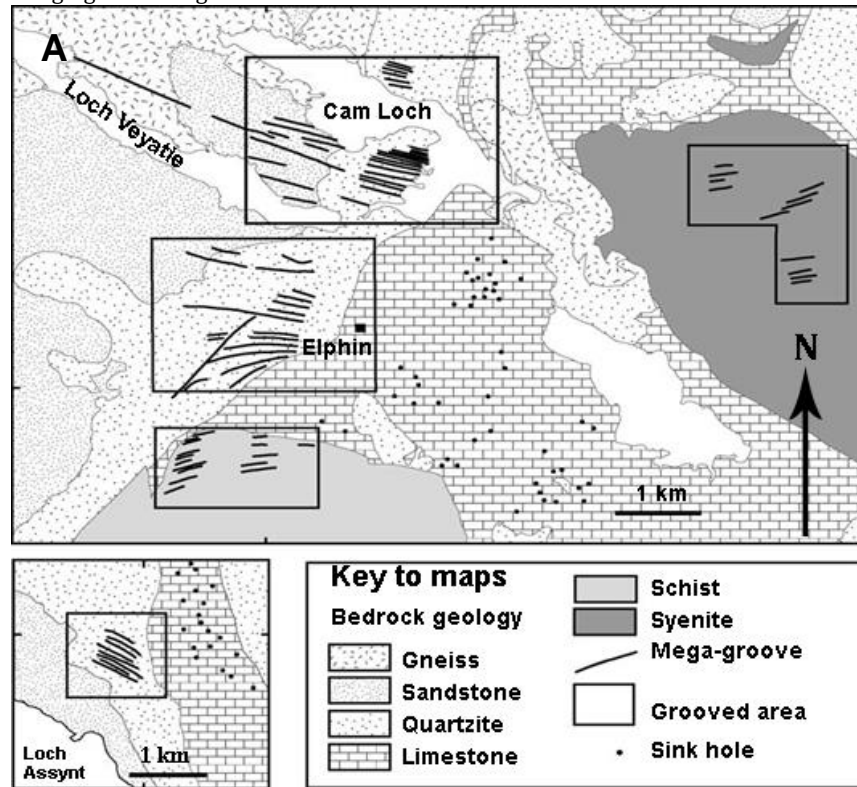 A
Loch Veyatie
Cam Loch
Elphin
N
1 km
Loch
Assynt
1 km
Key to maps
Bedrock geology
Gneiss
Sandstone
Quartzite
Limestone
Schist
Syenite
Mega-groove
Grooved area
Sink hole